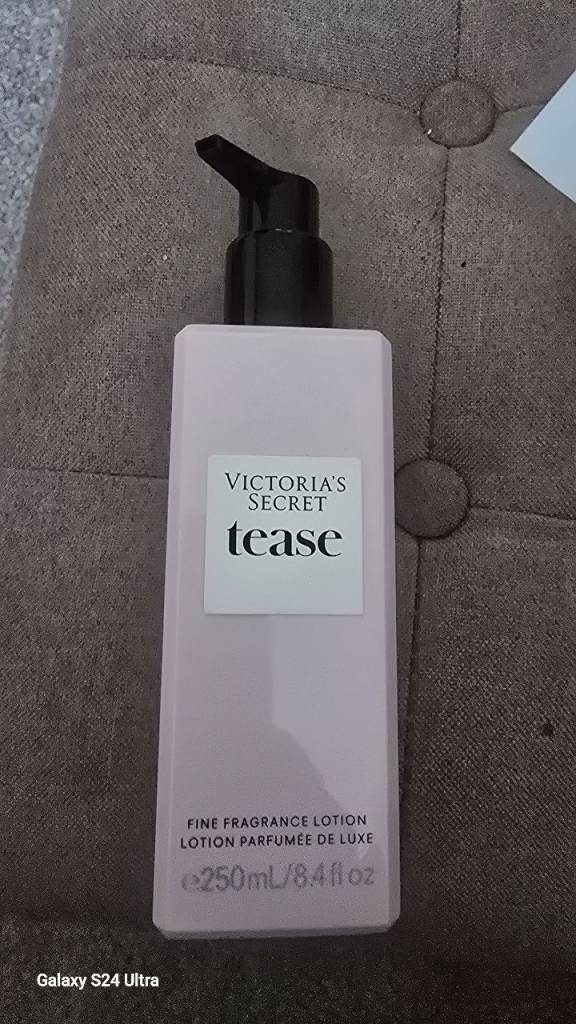 VICTORIA'S
SECRET
tease
FINE FRAGRANCE LOTION
LOTION PARFUMÉE DE LUXE
℮250mL/8.4 fl oz
Galaxy S24 Ultra